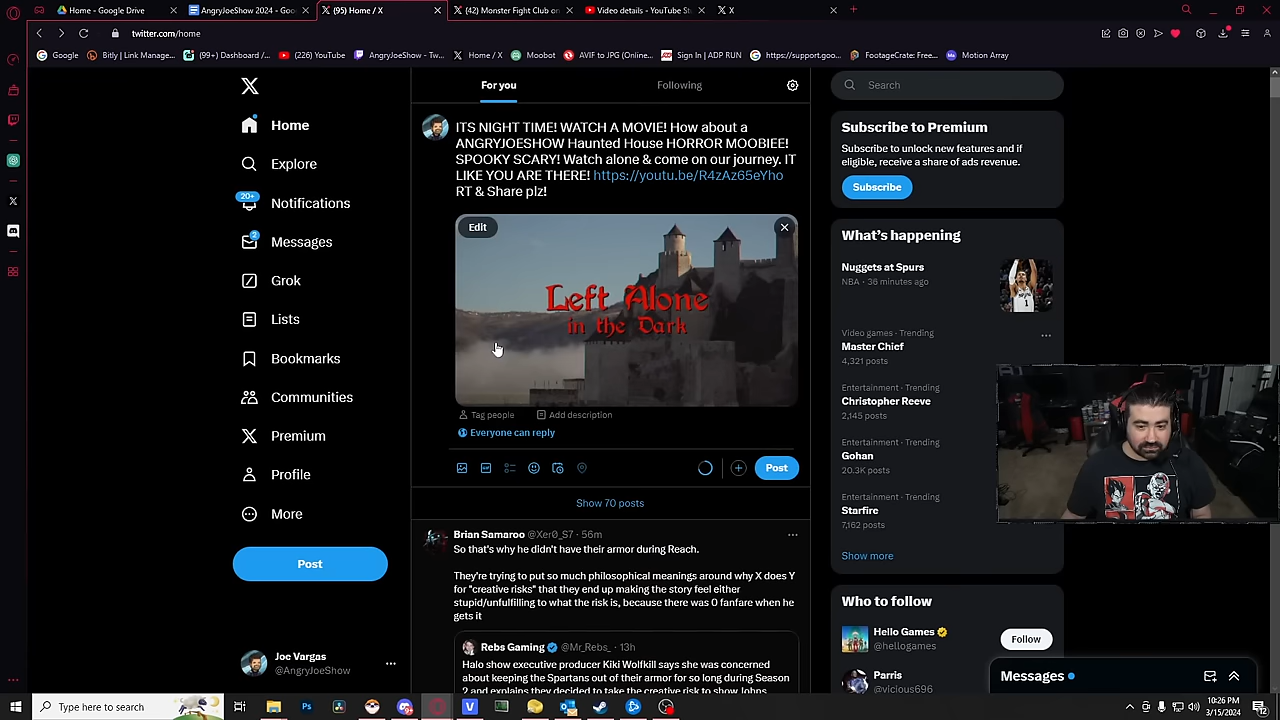 Home - Google Drive
AngryJoeShow 2024 - Goo
(95) Home / X
(42) Monster Fight Club on
Video details - YouTube St
X
twitter.com/home
Google
Bitly | Link Manage...
(99+) Dashboard /...
(226) YouTube
AngryJoeShow - Tw...
Home / X
Moobot
AVIF to JPG (Online...
Sign In | ADP RUN
https://support.goo...
FootageCrate: Free...
Motion Array
For you
Following
Search
Home
Explore
20+
Notifications
2
Messages
Grok
Lists
Bookmarks
Communities
Premium
Profile
More
Post
Joe Vargas
@AngryJoeShow
ITS NIGHT TIME! WATCH A MOVIE! How about a
ANGRYJOESHOW Haunted House HORROR MOOBIEE!
SPOOKY SCARY! Watch alone & come on our journey. IT
LIKE YOU ARE THERE! https://youtu.be/R4zAz65eYho
RT & Share plz!
Edit
Left Alone
in the Dark
Tag people
Add description
Everyone can reply
Post
Show 70 posts
Brian Samaroo @Xer0_S7 · 56m
So that's why he didn't have their armor during Reach.
They're trying to put so much philosophical meanings around why X does Y
for "creative risks" that they end up making the story feel either
stupid/unfulfilling to what the risk is, because there was 0 fanfare when he
gets it
Rebs Gaming @Mr_Rebs_ · 13h
Halo show executive producer Kiki Wolfkill says she was concerned
about keeping the Spartans out of their armor for so long during Season
2 and explains they decided to take the creative risk to show Johns
Subscribe to Premium
Subscribe to unlock new features and if
eligible, receive a share of ads revenue.
Subscribe
What's happening
Nuggets at Spurs
NBA · 36 minutes ago
Video games · Trending
Master Chief
4,321 posts
Entertainment · Trending
Christopher Reeve
2,145 posts
Entertainment · Trending
Gohan
20.3K posts
Entertainment · Trending
Starfire
7,162 posts
Show more
Who to follow
Hello Games
@hellogames
Follow
Parris
@vicious696
Messages
Type here to search
10:26 PM
3/15/2024